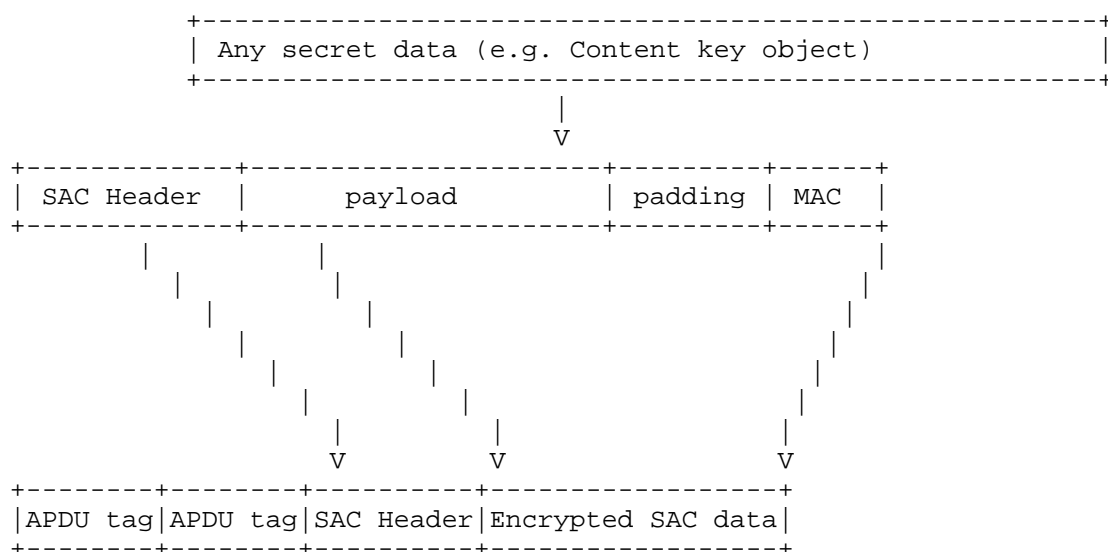 Any secret data (e.g. Content key object)
V
SAC Header payload padding MAC
V V V
APDU tag APDU tag SAC Header Encrypted SAC data